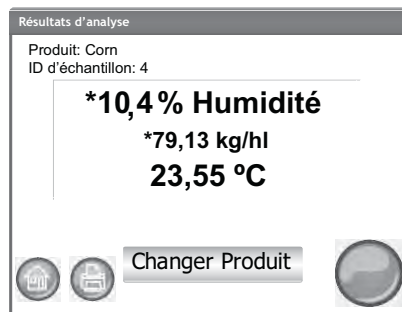 Résultats d'analyse
Produit: Corn
ID d'échantillon: 4
*10,4% Humidité
*79,13 kg/hl
23,55 ºC
Changer Produit